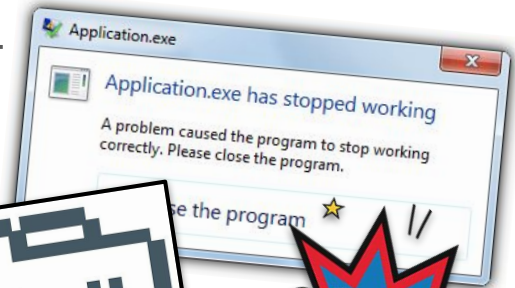 Application.exe
Application.exe has stopped working
A problem caused the program to stop working
correctly. Please close the program.
the program